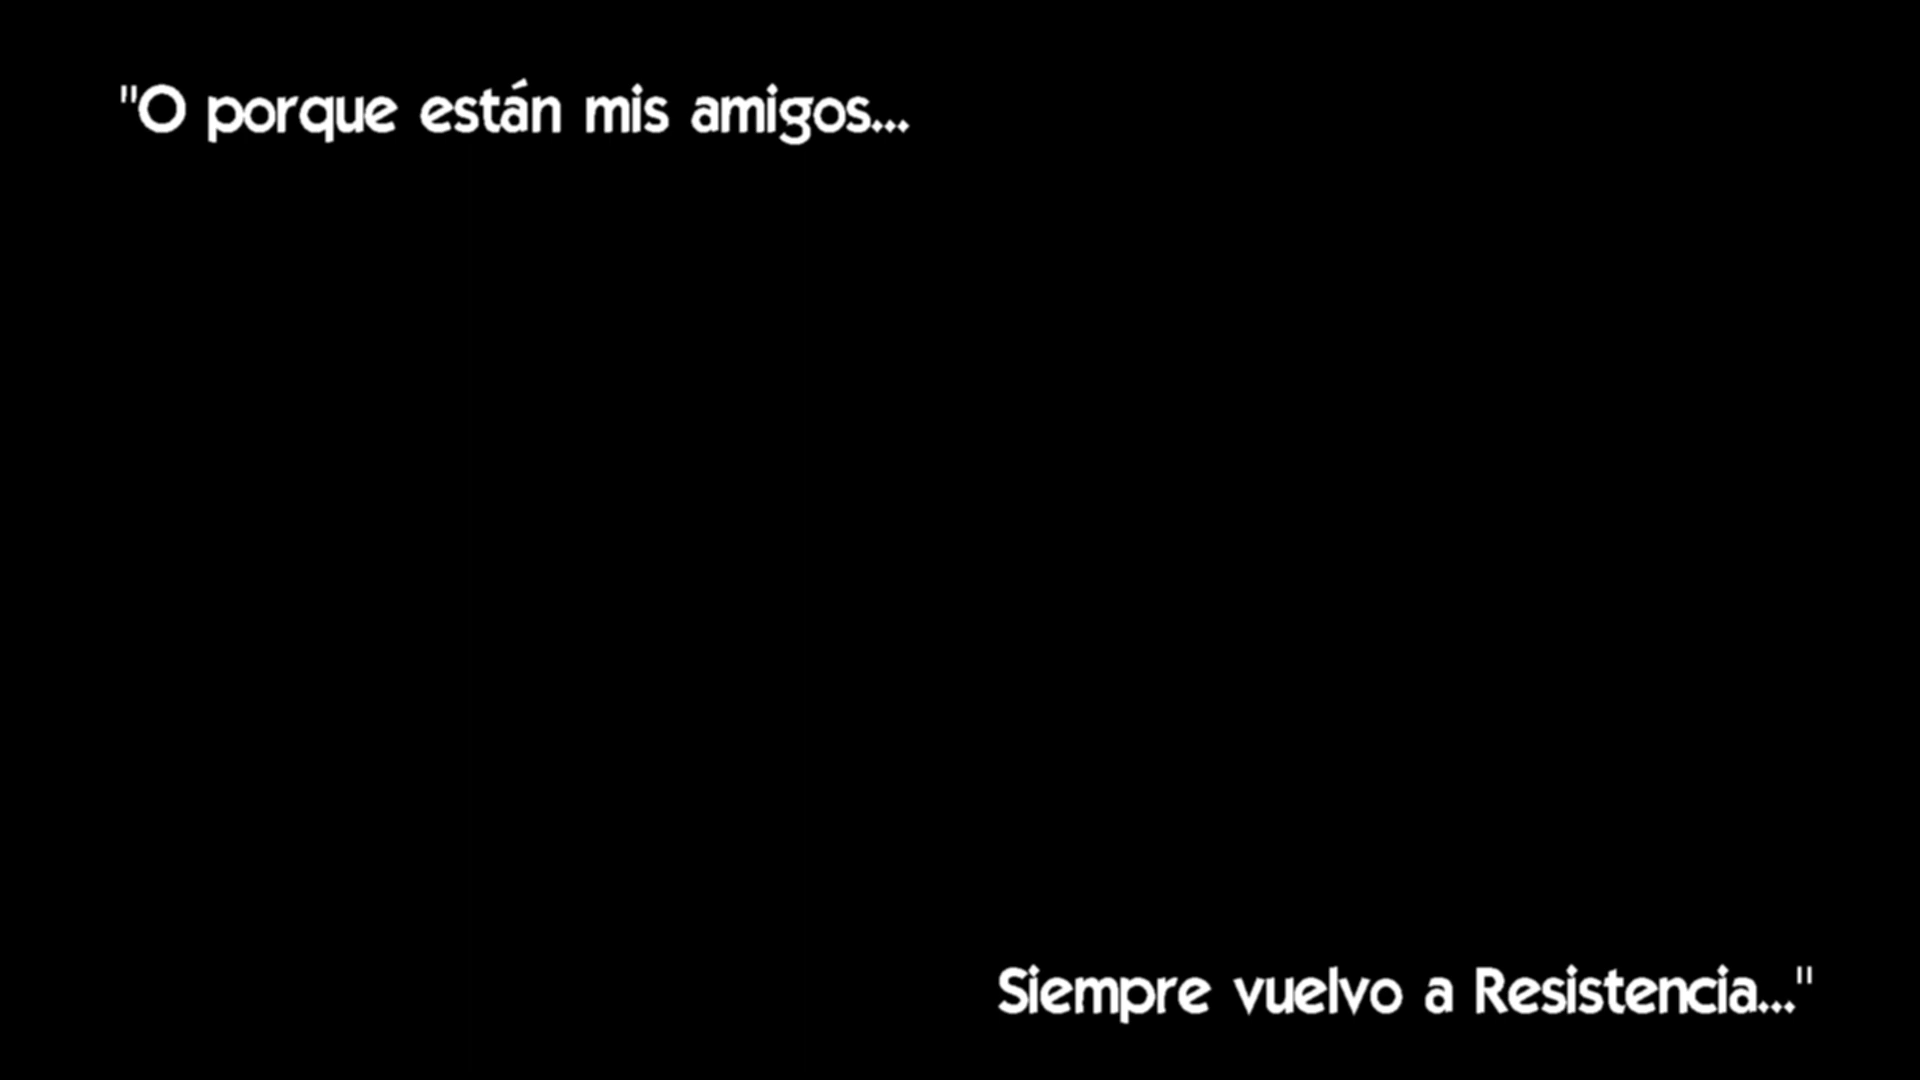 "O porque están mis amigos...
Siempre vuelvo a Resistencia..."